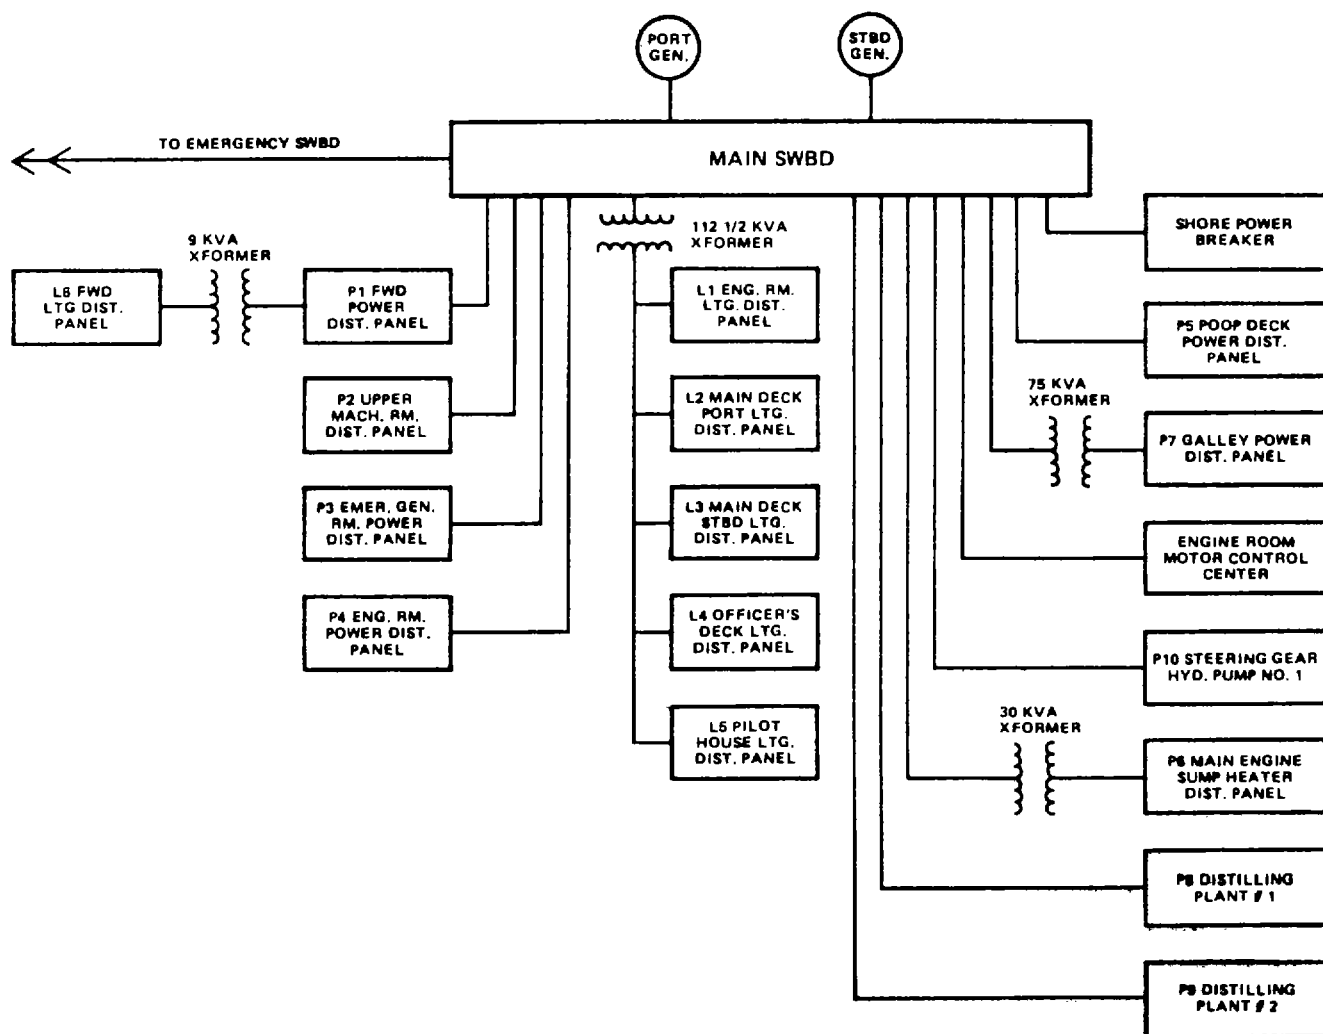 PORT
GEN.
STBD
GEN.
TO EMERGENCY SWBD
MAIN SWBD
9 KVA
XFORMER
L6 FWD
LTG DIST.
PANEL
P1 FWD
POWER
DIST. PANEL
P2 UPPER
MACH. RM.
DIST. PANEL
P3 EMER. GEN.
RM. POWER
DIST. PANEL
P4 ENG. RM.
POWER DIST.
PANEL
112 1/2 KVA
XFORMER
L1 ENG. RM.
LTG. DIST.
PANEL
L2 MAIN DECK
PORT LTG.
DIST. PANEL
L3 MAIN DECK
STBD LTG.
DIST. PANEL
L4 OFFICER'S
DECK LTG.
DIST. PANEL
L5 PILOT
HOUSE LTG.
DIST. PANEL
SHORE POWER
BREAKER
P5 POOP DECK
POWER DIST.
PANEL
75 KVA
XFORMER
P7 GALLEY POWER
DIST. PANEL
ENGINE ROOM
MOTOR CONTROL
CENTER
P10 STEERING GEAR
HYD. PUMP NO. 1
30 KVA
XFORMER
P6 MAIN ENGINE
SUMP HEATER
DIST. PANEL
P8 DISTILLING
PLANT # 1
P9 DISTILLING
PLANT # 2